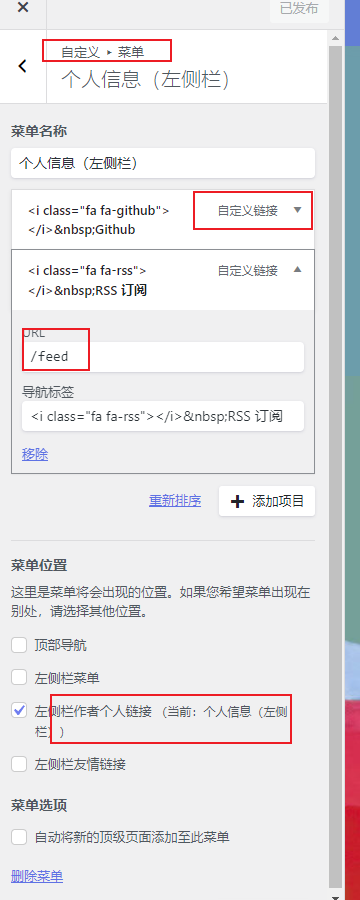 已发布
自定义 ▸ 菜单
个人信息（左侧栏）
菜单名称
个人信息（左侧栏）
<i class="fa fa-github">
</i>&nbsp;Github
自定义链接
<i class="fa fa-rss">
</i>&nbsp;RSS 订阅
自定义链接
URL
/feed
导航标签
<i class="fa fa-rss"></i>&nbsp;RSS 订阅
移除
重新排序
添加项目
菜单位置
这里是菜单将会出现的位置。如果您希望菜单出现在
别处，请选择其他位置。
顶部导航
左侧栏菜单
左侧栏作者个人链接 （当前：个人信息（左侧
栏））
左侧栏友情链接
菜单选项
自动将新的顶级页面添加至此菜单
删除菜单